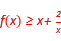 f(x) ≥ x+ 2/x